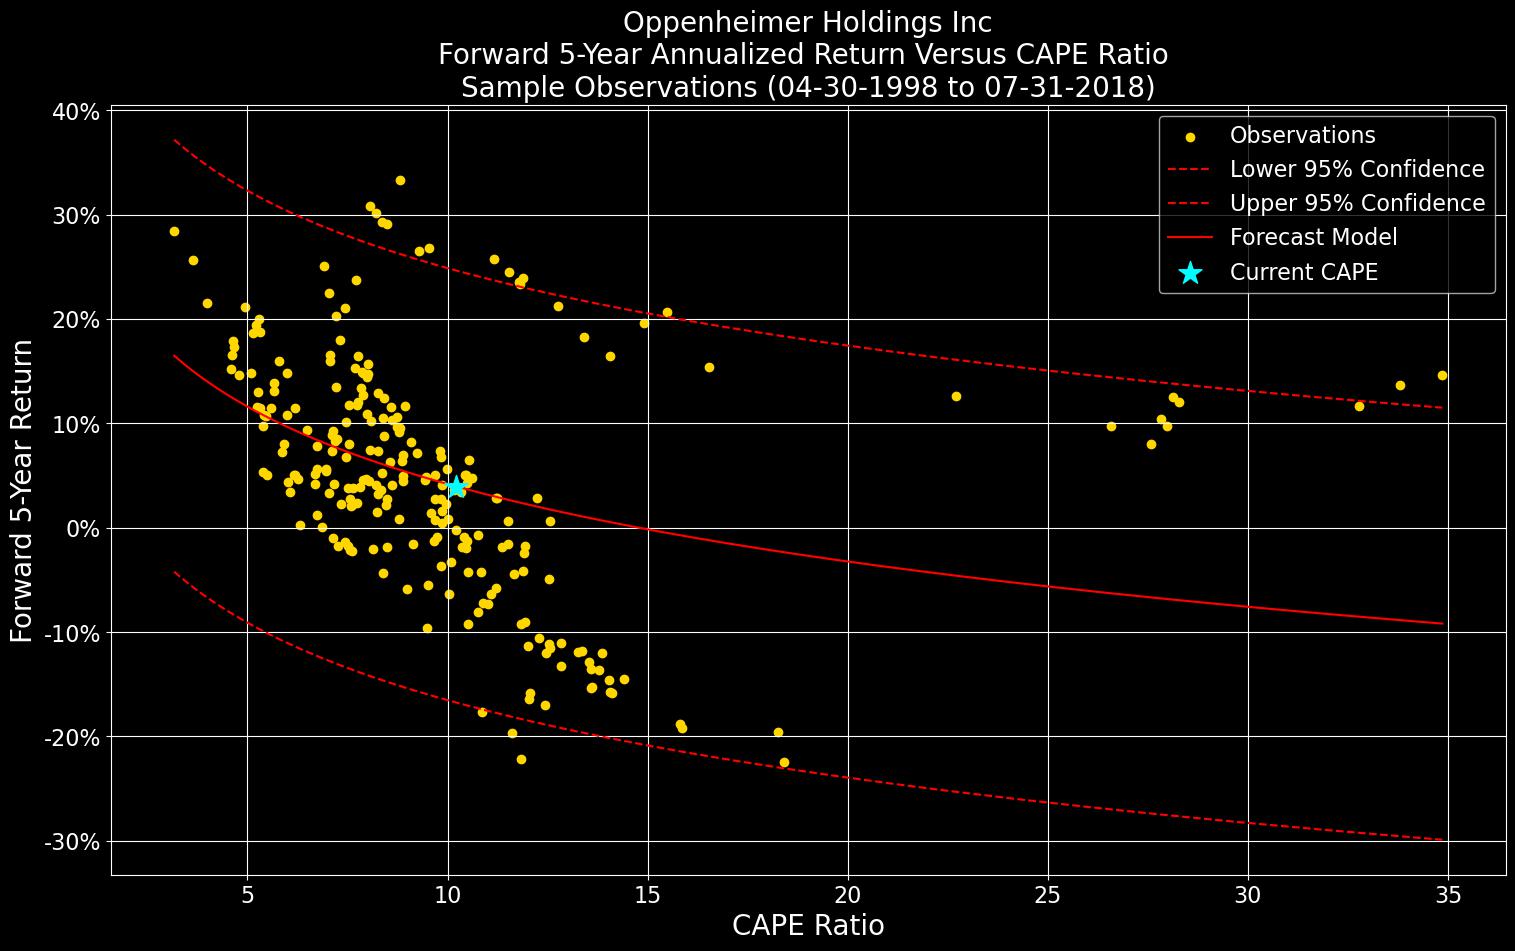 Oppenheimer Holdings Inc
Forward 5-Year Annualized Return Versus CAPE Ratio
Sample Observations (04-30-1998 to 07-31-2018)
Observations
Lower 95% Confidence
Upper 95% Confidence
Forecast Model
Current CAPE
Forward 5-Year Return
40%
30%
20%
10%
0%
-10%
-20%
-30%
5 10 15 20 25 30 35
CAPE Ratio